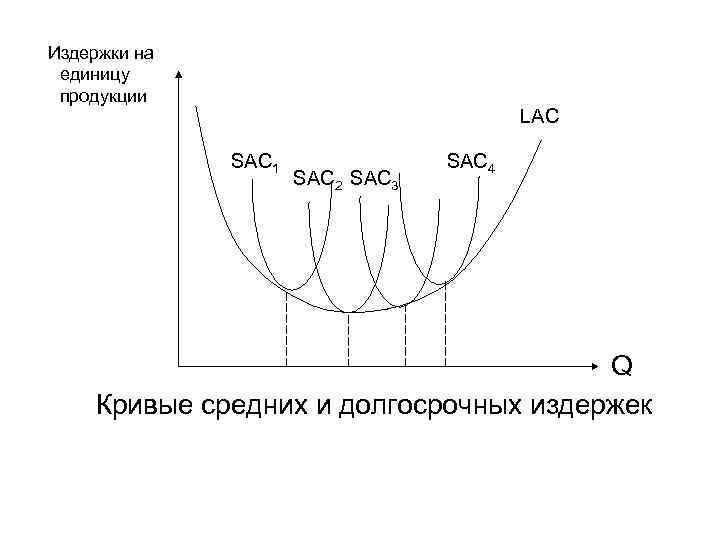 Издержки на
единицу
продукции
LAC
SAC1
SAC2 SAC3
SAC4
Q
Кривые средних и долгосрочных издержек